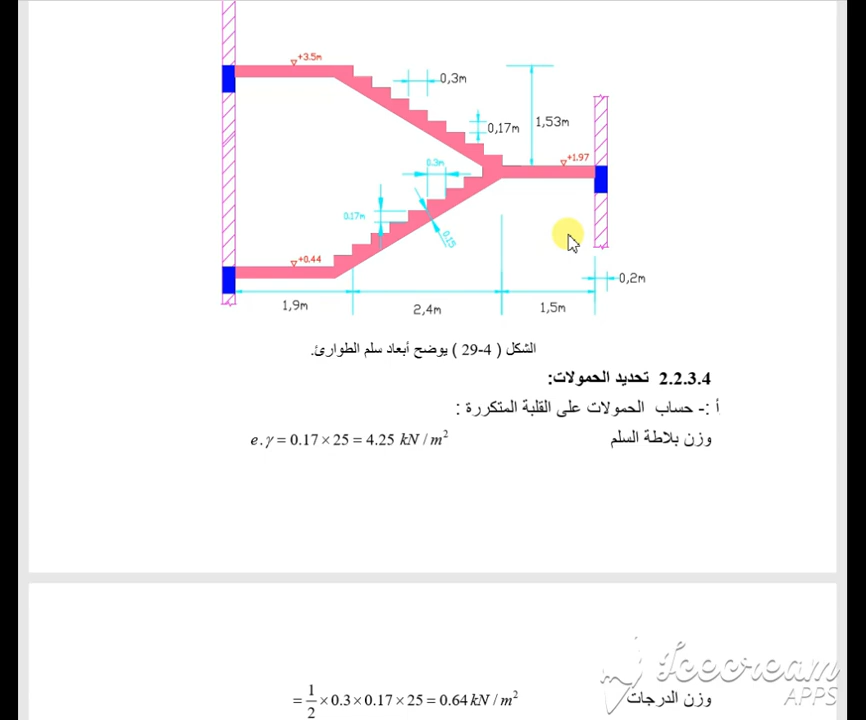 +3.5m
0,3m
1,53m
0,17m
+1.97
0.3m
0.17m
0.15
+0.44
0,2m
1,9m
2,4m
1,5m
الشكل ( 4-29 ) يوضح أبعاد سلم الطوارئ.
2.2.3.4 تحديد الحمولات:
أ :- حساب الحمولات على القلبة المتكررة :
وزن بلاطة السلم e.γ = 0.17 × 25 = 4.25 kN / m²
وزن الدرجات = 1/2 × 0.3 × 0.17 × 25 = 0.64 kN / m²
Icecream
APPS